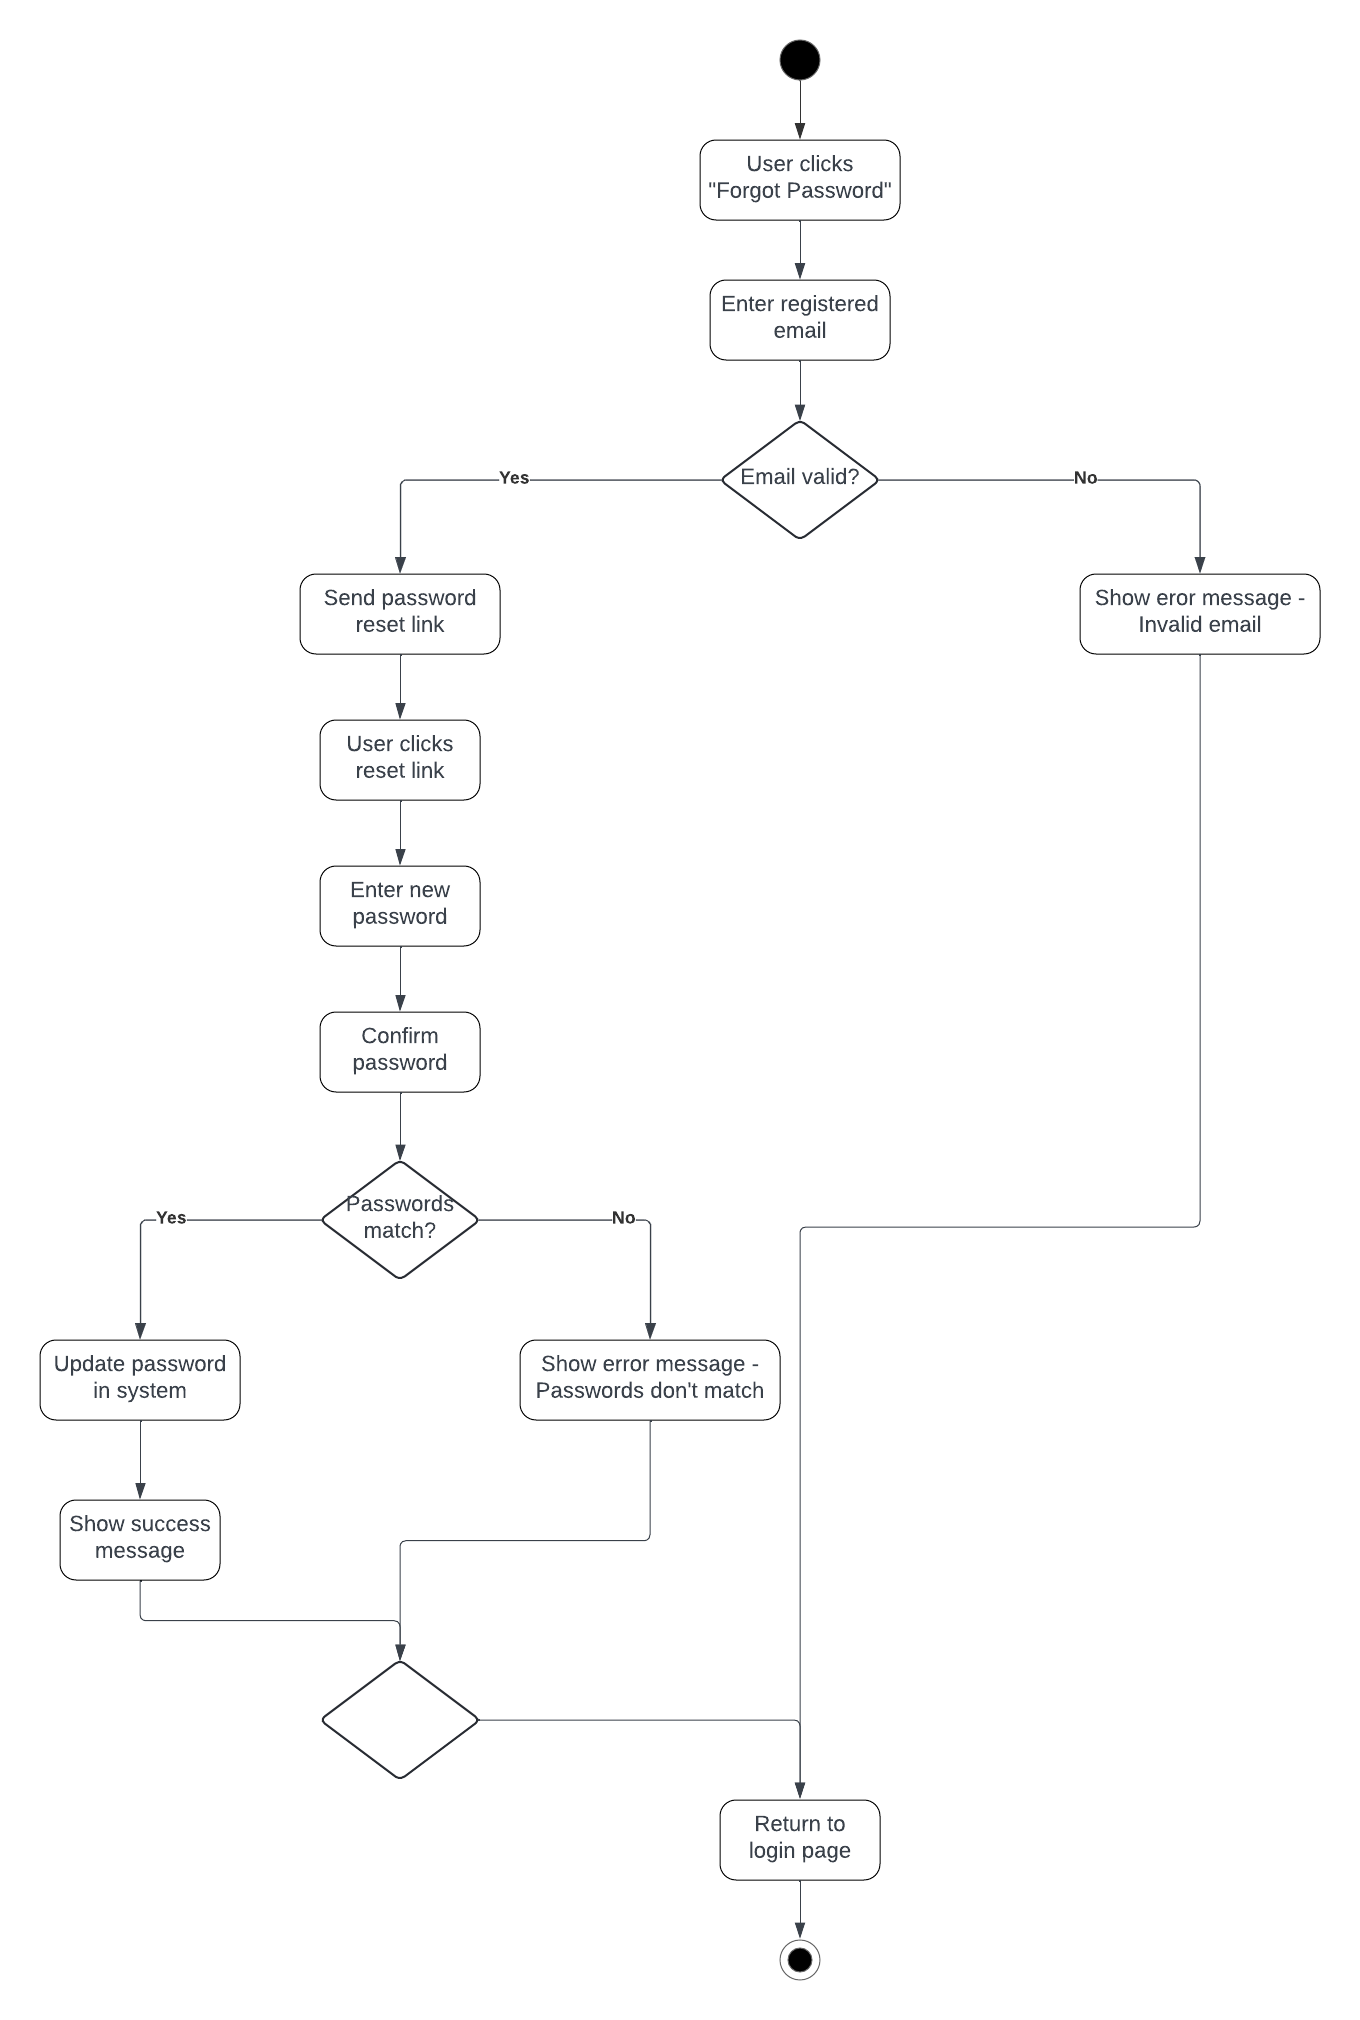 User clicks
"Forgot Password"
Enter registered
email
Email valid?
Yes
No
Send password
reset link
Show eror message -
Invalid email
User clicks
reset link
Enter new
password
Confirm
password
Passwords
match?
Yes
No
Update password
in system
Show error message -
Passwords don't match
Show success
message
Return to
login page